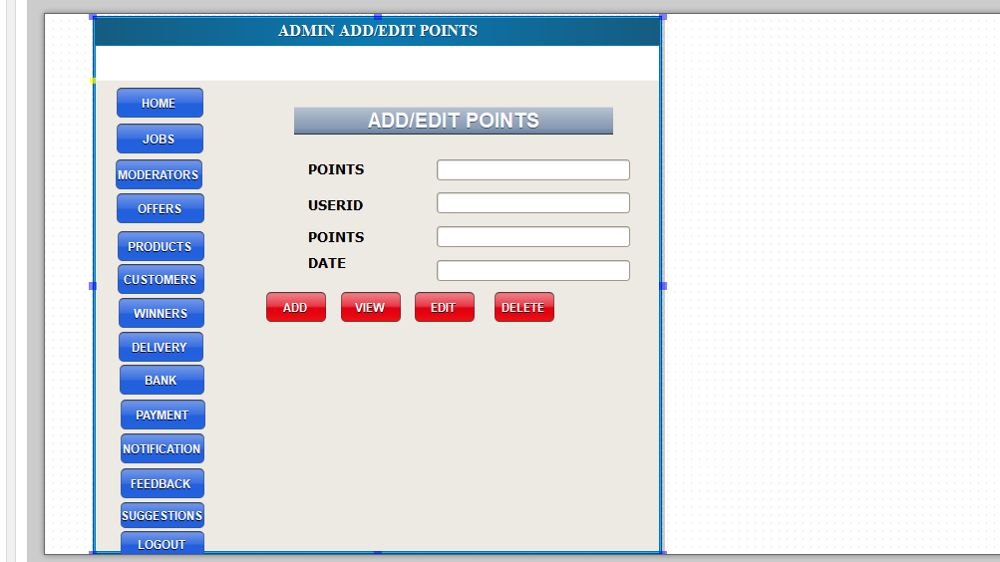 ADMIN ADD/EDIT POINTS
HOME
JOBS
MODERATORS
OFFERS
PRODUCTS
CUSTOMERS
WINNERS
DELIVERY
BANK
PAYMENT
NOTIFICATION
FEEDBACK
SUGGESTIONS
LOGOUT
ADD/EDIT POINTS
POINTS
USERID
POINTS
DATE
ADD VIEW EDIT DELETE